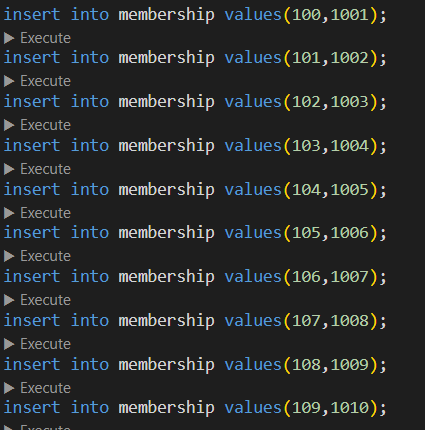 insert into membership values(100,1001);
▶ Execute
insert into membership values(101,1002);
▶ Execute
insert into membership values(102,1003);
▶ Execute
insert into membership values(103,1004);
▶ Execute
insert into membership values(104,1005);
▶ Execute
insert into membership values(105,1006);
▶ Execute
insert into membership values(106,1007);
▶ Execute
insert into membership values(107,1008);
▶ Execute
insert into membership values(108,1009);
▶ Execute
insert into membership values(109,1010);
▶ Execute